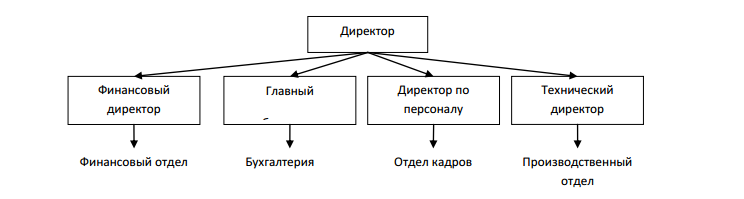 Директор
Финансовый
директор
Главный
Директор по
персоналу
Технический
директор
Финансовый отдел
Бухгалтерия
Отдел кадров
Производственный
отдел